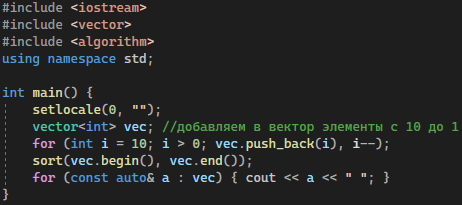 #include <iostream>
#include <vector>
#include <algorithm>
using namespace std;

int main() {
    setlocale(0, "");
    vector<int> vec; //добавляем в вектор элементы с 10 до 1
    for (int i = 10; i > 0; vec.push_back(i), i--);
    sort(vec.begin(), vec.end());
    for (const auto& a : vec) { cout << a << " "; }
}